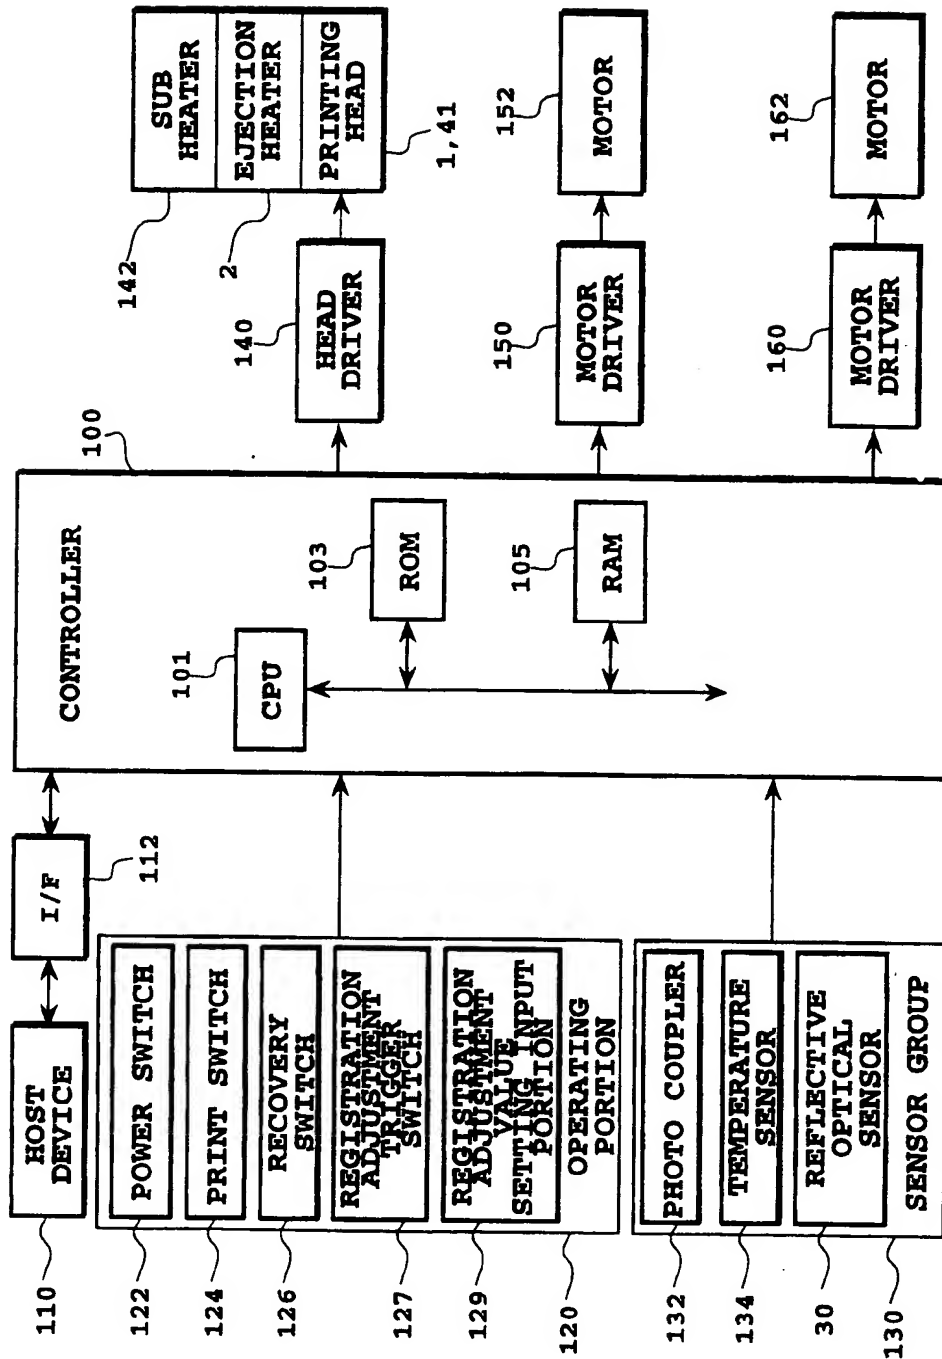 110
HOST
DEVICE
I/F
112
122
POWER SWITCH
124
PRINT SWITCH
126
RECOVERY
SWITCH
127
REGISTRATION
ADJUSTMENT
TRIGGER
SWITCH
129
REGISTRATION
ADJUSTMENT
VALUE
SETTING INPUT
PORTION
120
OPERATING
PORTION
132
PHOTO COUPLER
134
TEMPERATURE
SENSOR
30
REFLECTIVE
OPTICAL
SENSOR
130
SENSOR GROUP
CONTROLLER
100
101
CPU
103
ROM
105
RAM
140
HEAD
DRIVER
142
SUB
HEATER
2
EJECTION
HEATER
PRINTING
HEAD
1,41
150
MOTOR
DRIVER
152
MOTOR
160
MOTOR
DRIVER
162
MOTOR